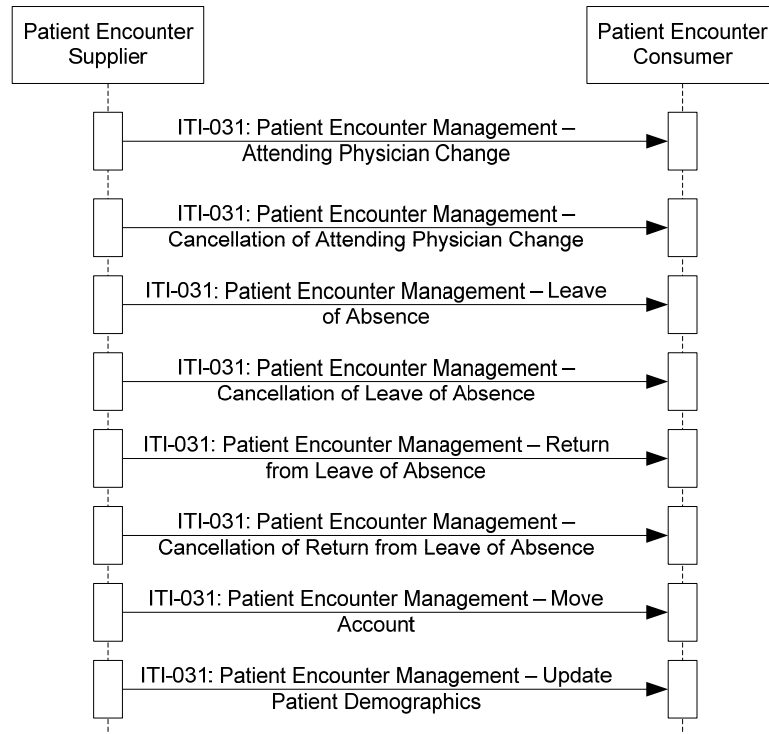 Patient Encounter
Supplier
Patient Encounter
Consumer
ITI-031: Patient Encounter Management –
Attending Physician Change
ITI-031: Patient Encounter Management –
Cancellation of Attending Physician Change
ITI-031: Patient Encounter Management – Leave
of Absence
ITI-031: Patient Encounter Management –
Cancellation of Leave of Absence
ITI-031: Patient Encounter Management – Return
from Leave of Absence
ITI-031: Patient Encounter Management –
Cancellation of Return from Leave of Absence
ITI-031: Patient Encounter Management – Move
Account
ITI-031: Patient Encounter Management – Update
Patient Demographics